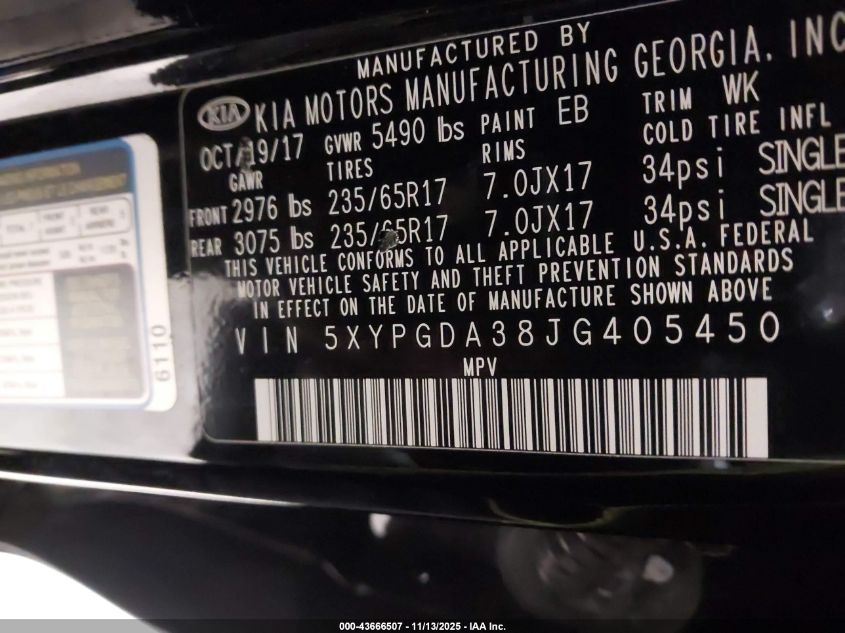 MANUFACTURED BY
KIA KIA MOTORS MANUFACTURING GEORGIA, INC
OCT/19/17 GVWR 5490 lbs PAINT EB TRIM WK
GAWR TIRES RIMS COLD TIRE INFL
FRONT 2976 lbs 235/65R17 7.0JX17 34psi SINGLE
REAR 3075 lbs 235/65R17 7.0JX17 34psi SINGLE
THIS VEHICLE CONFORMS TO ALL APPLICABLE U.S.A. FEDERAL
MOTOR VEHICLE SAFETY AND THEFT PREVENTION STANDARDS
IN EFFECT ON THE DATE OF MANUFACTURE SHOWN ABOVE
VIN 5XYPGDA38JG405450
MPV
6110
000-43666507 - 11/13/2025 - IAA Inc.